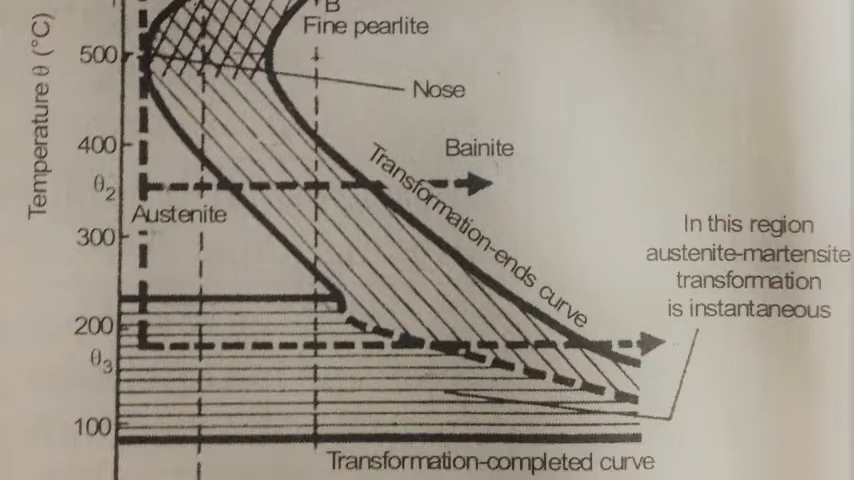 B
Fine pearlite
Temperature θ (°C)
500
Nose
400
Bainite
θ2
Transformation-ends curve
Austenite
300
In this region
austenite-martensite
transformation
is instantaneous
200
θ3
100
Transformation-completed curve